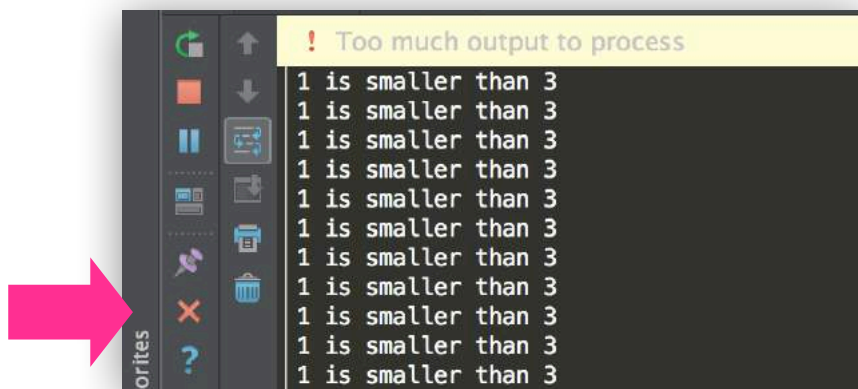 ! Too much output to process
1 is smaller than 3
1 is smaller than 3
1 is smaller than 3
1 is smaller than 3
1 is smaller than 3
1 is smaller than 3
1 is smaller than 3
1 is smaller than 3
1 is smaller than 3
1 is smaller than 3
1 is smaller than 3
?
orites